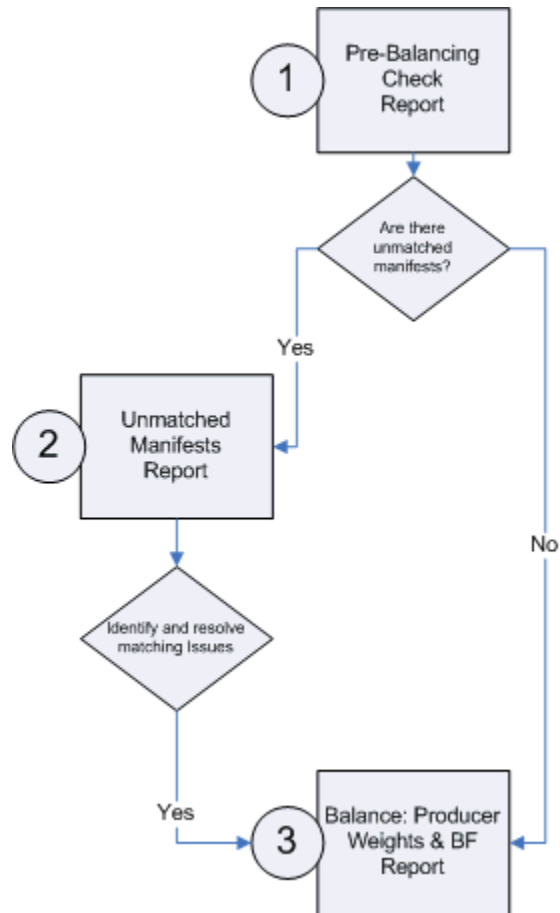 1
Pre-Balancing
Check
Report
Are there
unmatched
manifests?
Yes
2
Unmatched
Manifests
Report
No
Identify and resolve
matching Issues
Yes
3
Balance: Producer
Weights & BF
Report